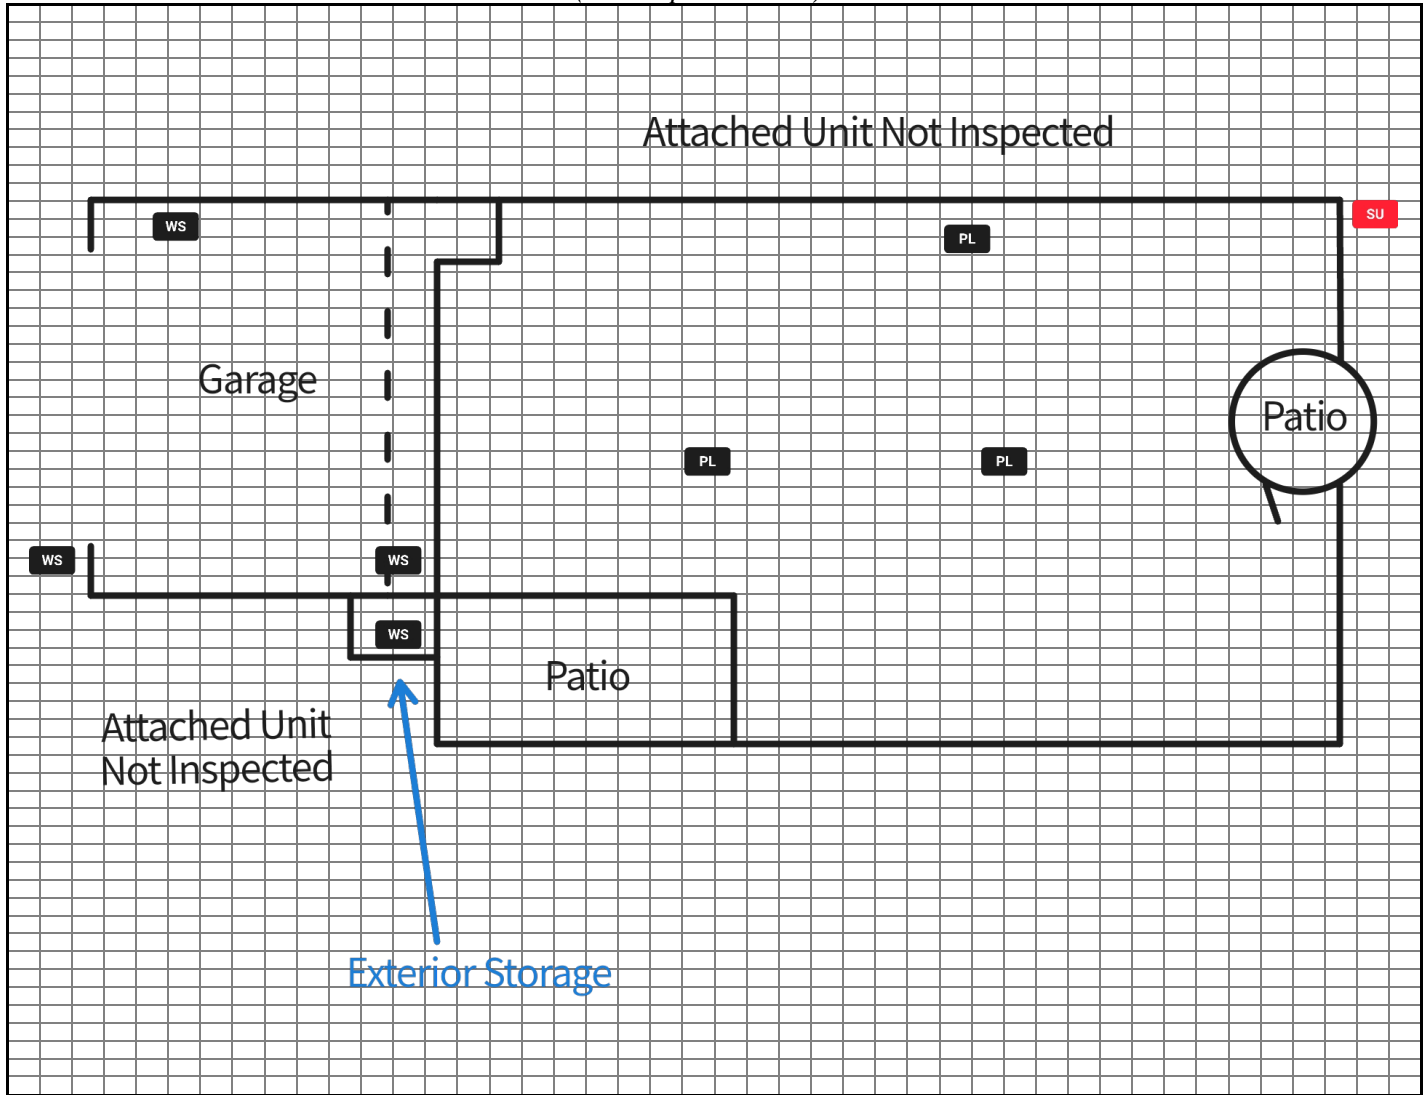 Attached Unit Not Inspected
SU
WS
PL
Garage
Patio
PL
PL
WS
WS
WS
Patio
Attached Unit
Not Inspected
Exterior Storage